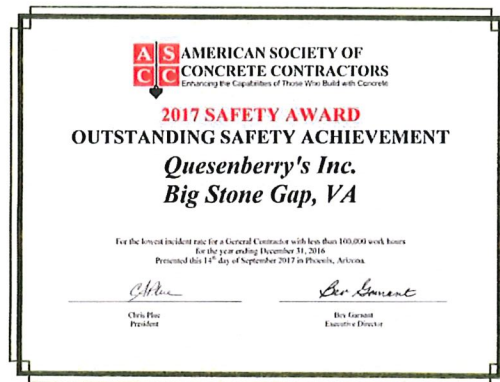 A S AMERICAN SOCIETY OF
C C CONCRETE CONTRACTORS
Enhancing the Capabilities of Those Who Build with Concrete
2017 SAFETY AWARD
OUTSTANDING SAFETY ACHIEVEMENT
Quesenberry's Inc.
Big Stone Gap, VA
For the lowest incident rate for a General Contractor with less than 100,000 work hours
for the year ending December 31, 2016
Presented this 14th day of September 2017 in Phoenix, Arizona.
Chris Plue
President
Bev Garnant
Executive Director